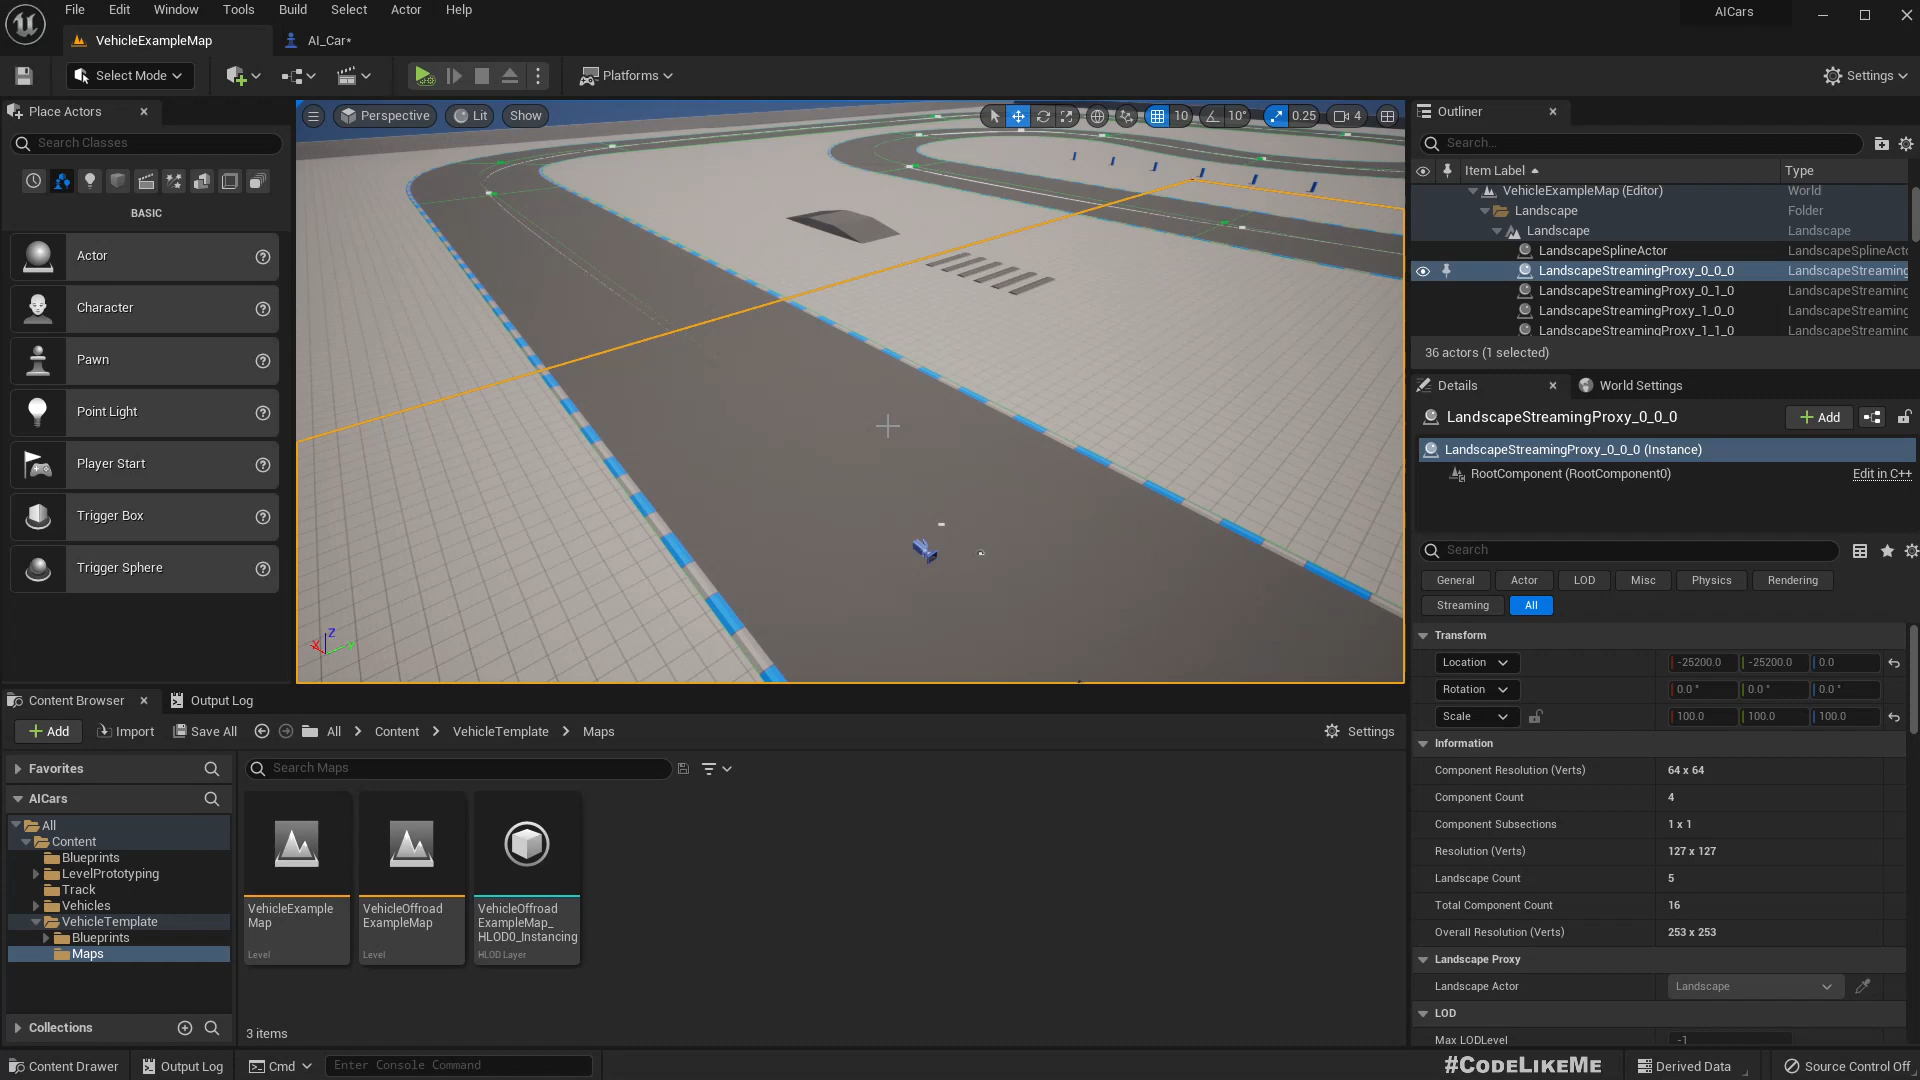 File Edit Window Tools Build Select Actor Help
AICars
VehicleExampleMap
AI_Car*
Select Mode
Platforms
Settings
Place Actors
Search Classes
BASIC
Actor
Character
Pawn
Point Light
Player Start
Trigger Box
Trigger Sphere
Perspective Lit Show
10 10° 0.25 4
X Z
Outliner
Search...
Item Label Type
VehicleExampleMap (Editor) World
Landscape Folder
Landscape Landscape
LandscapeSplineActor LandscapeSplineActo
LandscapeStreamingProxy_0_0_0 LandscapeStreaming
LandscapeStreamingProxy_0_1_0 LandscapeStreaming
LandscapeStreamingProxy_1_0_0 LandscapeStreaming
LandscapeStreamingProxy_1_1_0 LandscapeStreaming
36 actors (1 selected)
Details World Settings
LandscapeStreamingProxy_0_0_0 Add
LandscapeStreamingProxy_0_0_0 (Instance)
RootComponent (RootComponent0) Edit in C++
Search
General Actor LOD Misc Physics Rendering
Streaming All
Transform
Location -25200.0 -25200.0 0.0
Rotation 0.0 ° 0.0 ° 0.0 °
Scale 100.0 100.0 100.0
Information
Component Resolution (Verts) 64 x 64
Component Count 4
Component Subsections 1 x 1
Resolution (Verts) 127 x 127
Landscape Count 5
Total Component Count 16
Overall Resolution (Verts) 253 x 253
Landscape Proxy
Landscape Actor Landscape
LOD
Max LODLevel -1
Content Browser Output Log
Add Import Save All All Content VehicleTemplate Maps Settings
Favorites
AICars
All
Content
Blueprints
LevelPrototyping
Track
Vehicles
VehicleTemplate
Blueprints
Maps
Collections
Search Maps
VehicleExample
Map
Level
VehicleOffroad
ExampleMap
Level
VehicleOffroad
ExampleMap_
HLOD0_Instancing
HLOD Layer
3 items
Content Drawer Output Log Cmd Enter Console Command
#CODELIKEME
Derived Data Source Control Off